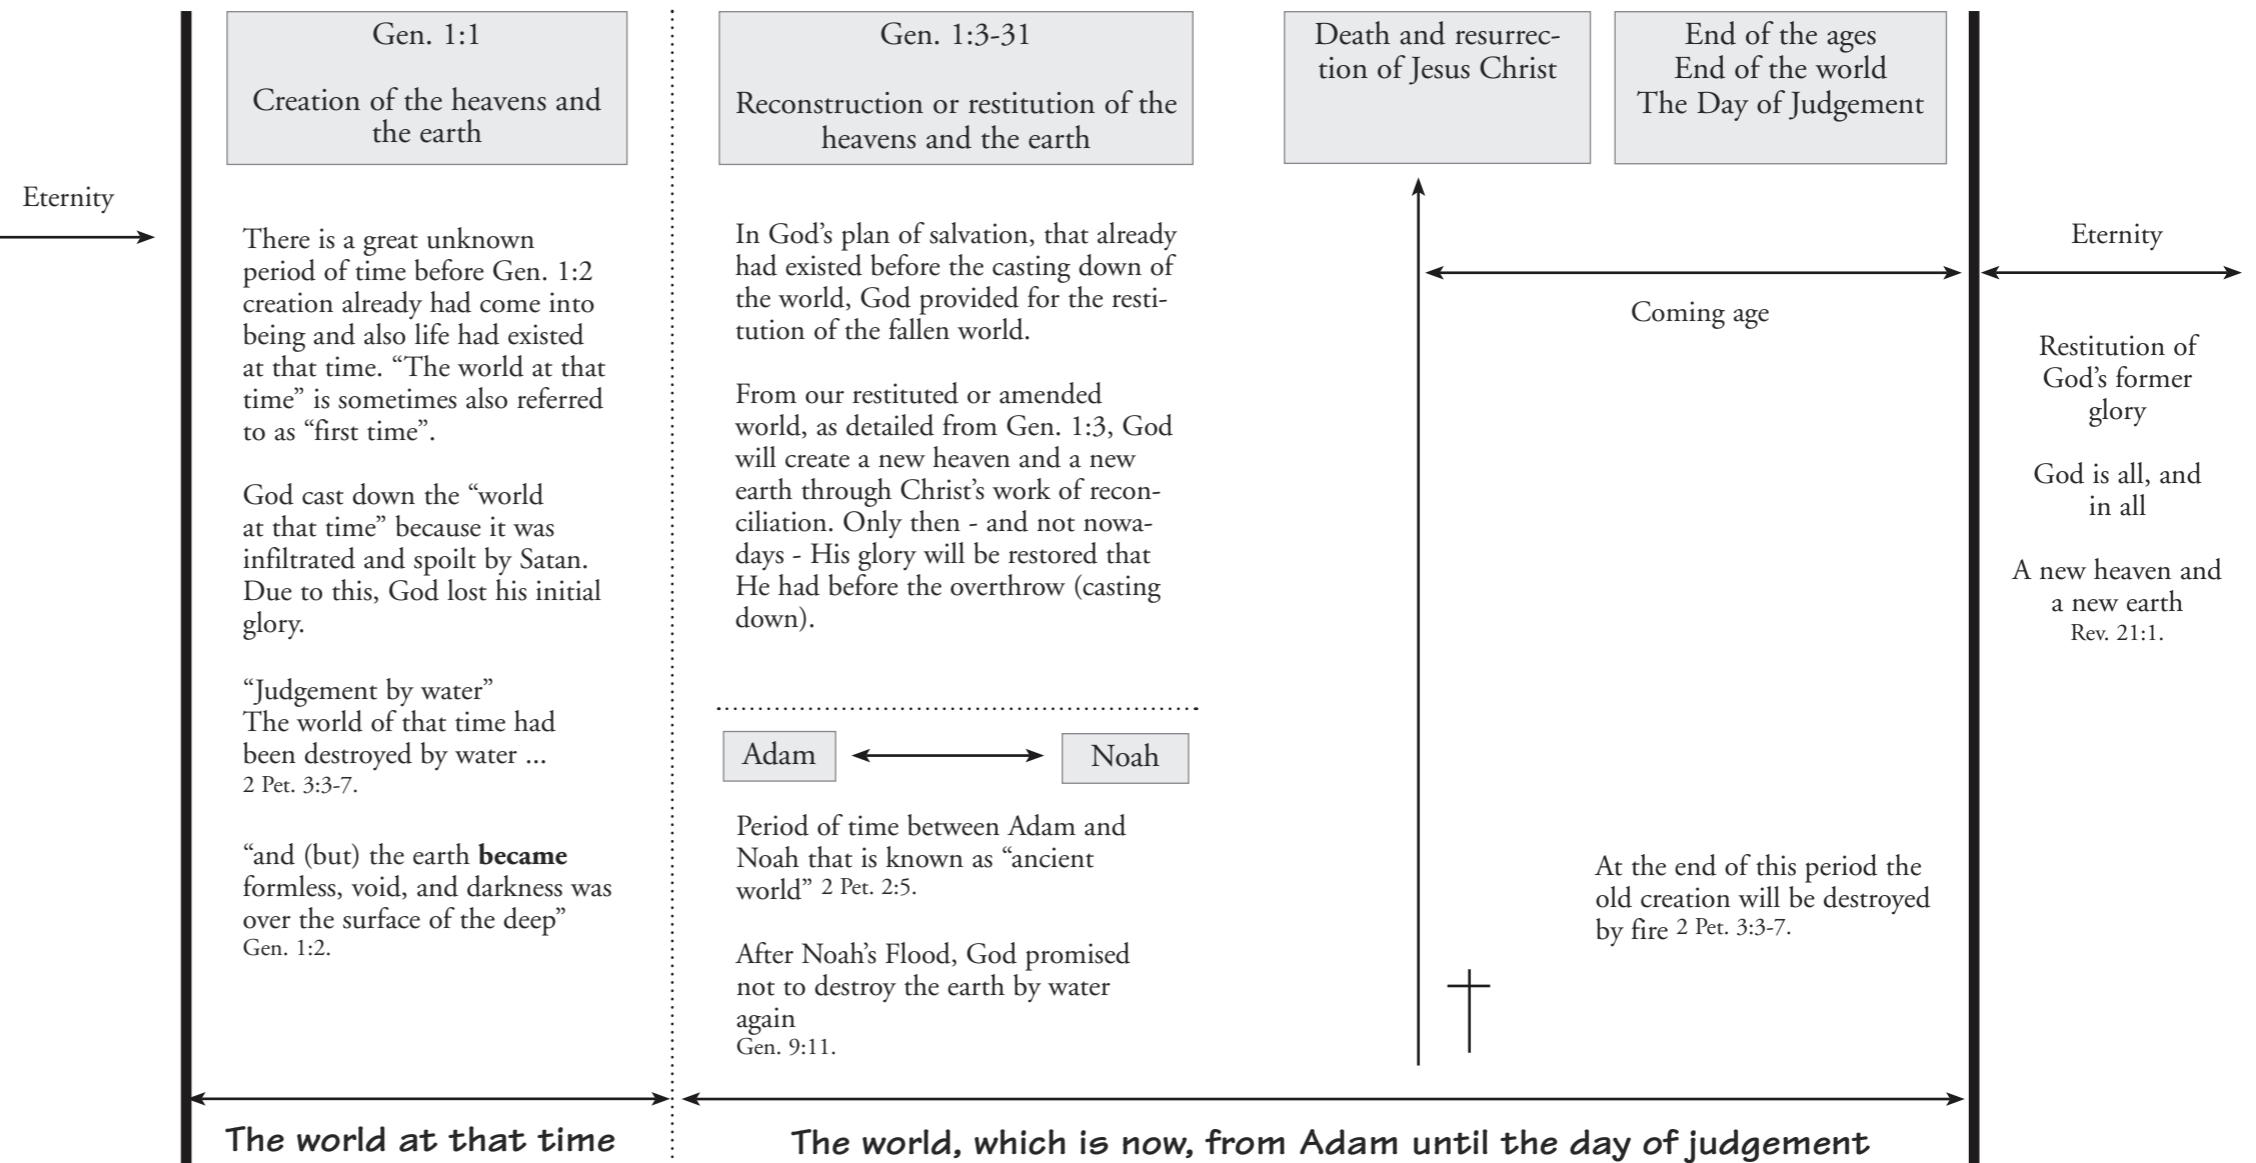 Eternity
Gen. 1:1
Creation of the heavens and
the earth
There is a great unknown
period of time before Gen. 1:2
creation already had come into
being and also life had existed
at that time. “The world at that
time” is sometimes also referred
to as “first time”.
God cast down the “world
at that time” because it was
infiltrated and spoilt by Satan.
Due to this, God lost his initial
glory.
“Judgement by water”
The world of that time had
been destroyed by water ...
2 Pet. 3:3-7.
“and (but) the earth became
formless, void, and darkness was
over the surface of the deep”
Gen. 1:2.
The world at that time
Gen. 1:3-31
Reconstruction or restitution of the
heavens and the earth
In God’s plan of salvation, that already
had existed before the casting down of
the world, God provided for the resti-
tution of the fallen world.
From our restituted or amended
world, as detailed from Gen. 1:3, God
will create a new heaven and a new
earth through Christ’s work of recon-
ciliation. Only then - and not nowa-
days - His glory will be restored that
He had before the overthrow (casting
down).
Adam
Noah
Period of time between Adam and
Noah that is known as “ancient
world” 2 Pet. 2:5.
After Noah’s Flood, God promised
not to destroy the earth by water
again
Gen. 9:11.
Death and resurrec-
tion of Jesus Christ
End of the ages
End of the world
The Day of Judgement
Coming age
At the end of this period the
old creation will be destroyed
by fire 2 Pet. 3:3-7.
The world, which is now, from Adam until the day of judgement
Eternity
Restitution of
God’s former
glory
God is all, and
in all
A new heaven and
a new earth
Rev. 21:1.